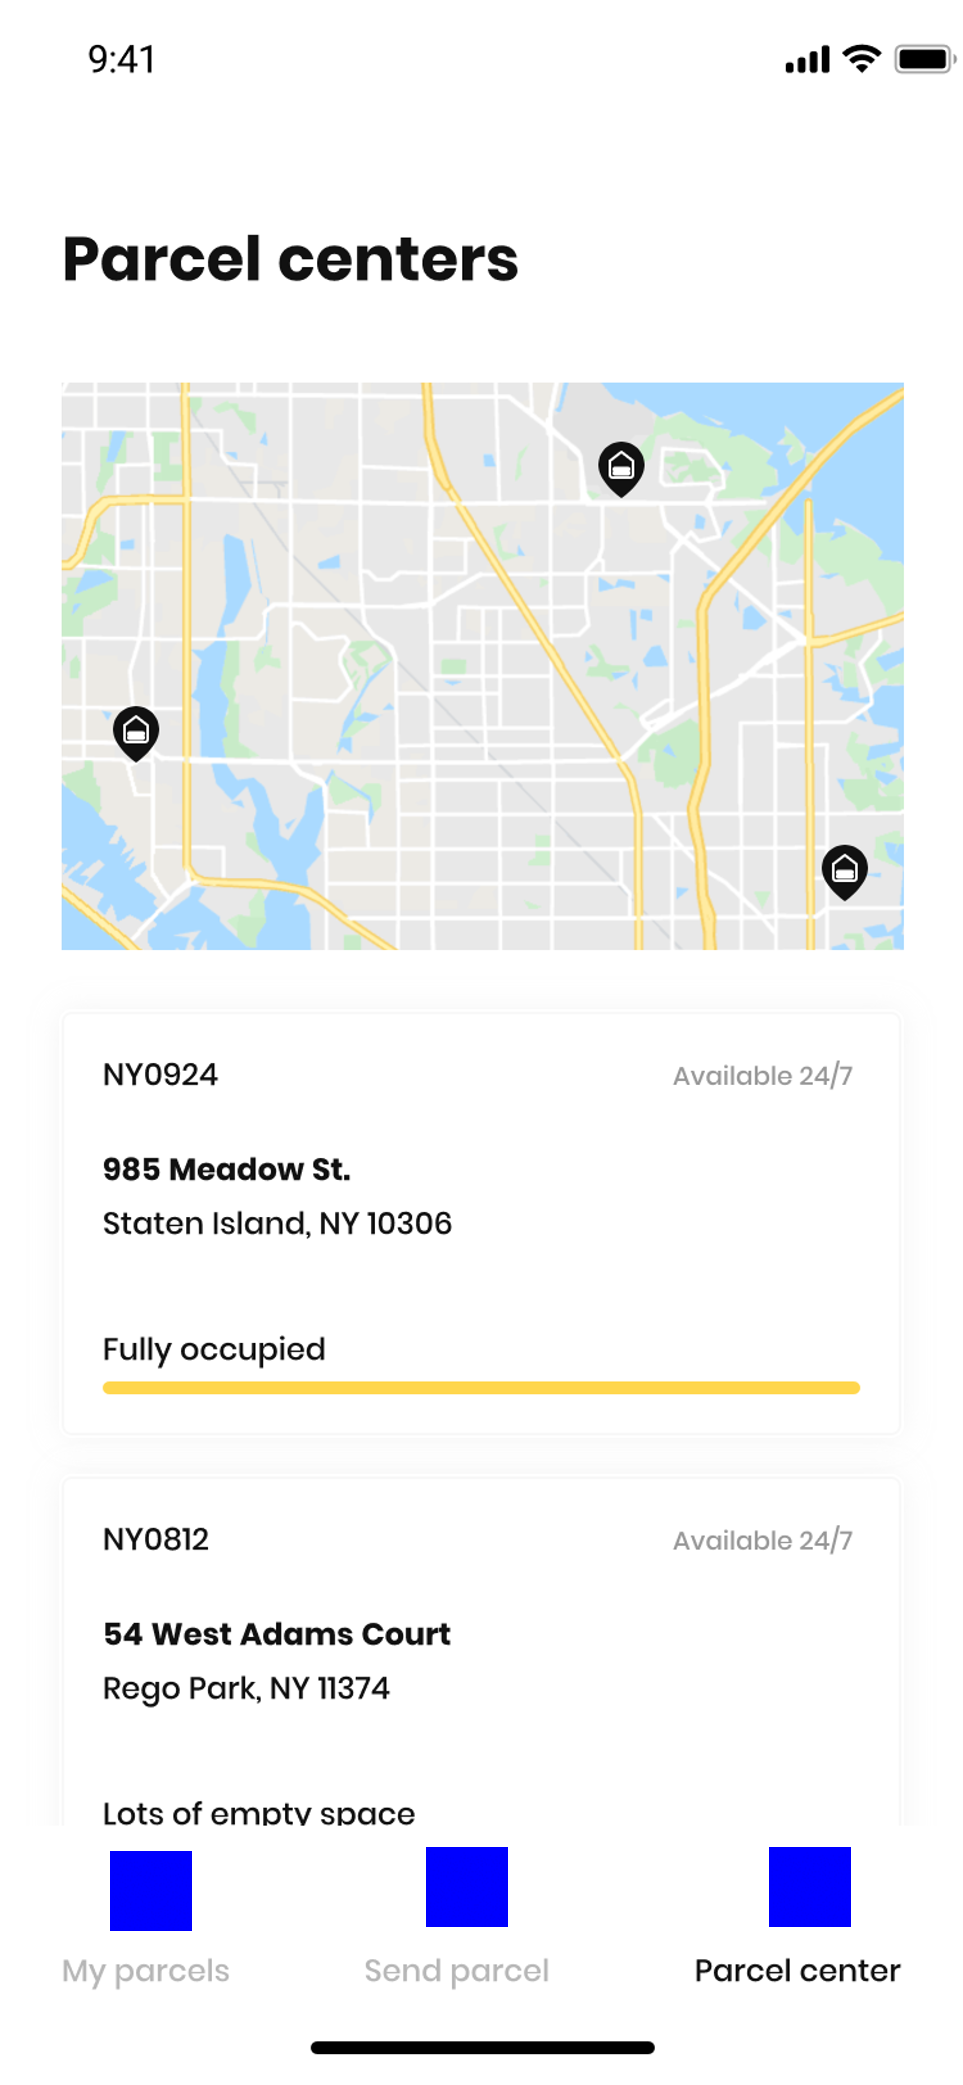 9:41
Parcel centers
NY0924
Available 24/7
985 Meadow St.
Staten Island, NY 10306
Fully occupied
NY0812
Available 24/7
54 West Adams Court
Rego Park, NY 11374
Lots of empty space
My parcels
Send parcel
Parcel center